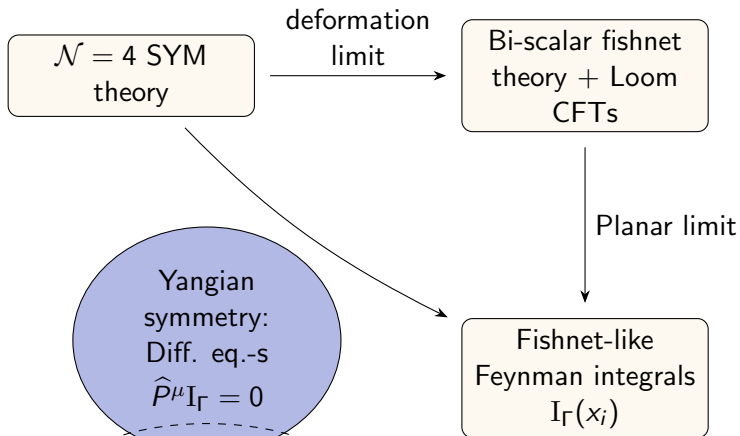 deformation
limit
𝒩 = 4 SYM
theory
Bi-scalar fishnet
theory + Loom
CFTs
Planar limit
Yangian
symmetry:
Diff. eq.-s
P̂^μ I_Γ = 0
Fishnet-like
Feynman integrals
I_Γ(x_i)